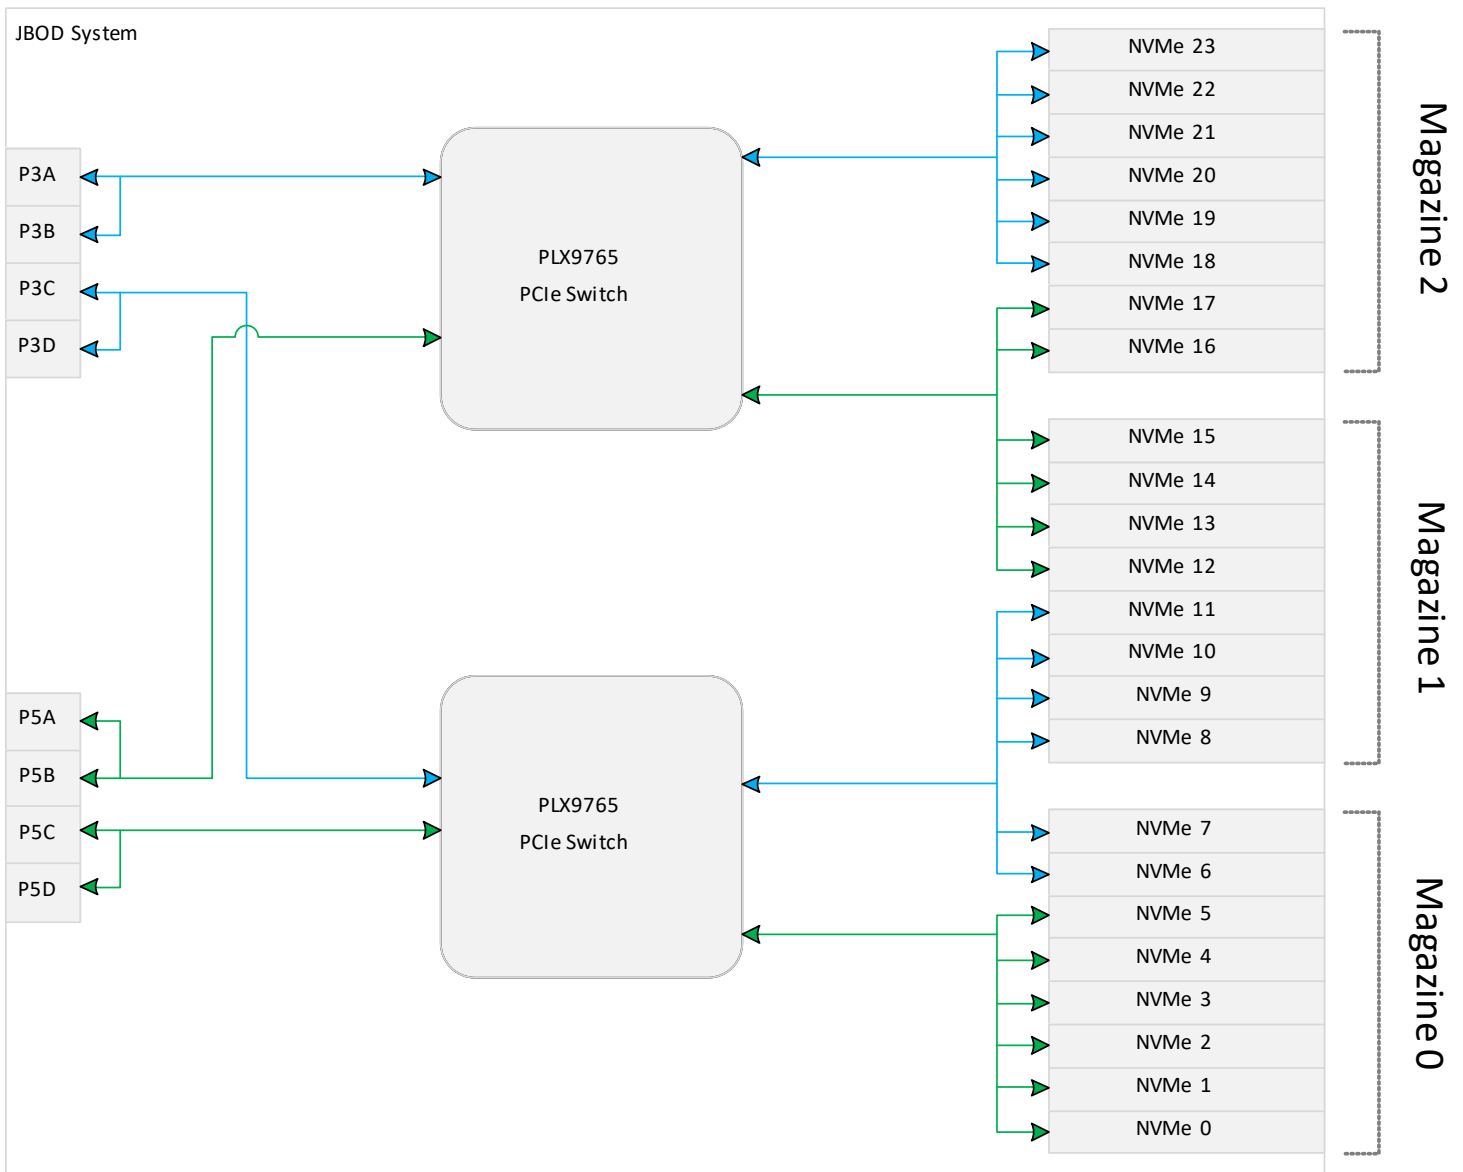 JBOD System
P3A
P3B
P3C
P3D
P5A
P5B
P5C
P5D
PLX9765
PCIe Switch
PLX9765
PCIe Switch
NVMe 23
NVMe 22
NVMe 21
NVMe 20
NVMe 19
NVMe 18
NVMe 17
NVMe 16
NVMe 15
NVMe 14
NVMe 13
NVMe 12
NVMe 11
NVMe 10
NVMe 9
NVMe 8
NVMe 7
NVMe 6
NVMe 5
NVMe 4
NVMe 3
NVMe 2
NVMe 1
NVMe 0
Magazine 2
Magazine 1
Magazine 0